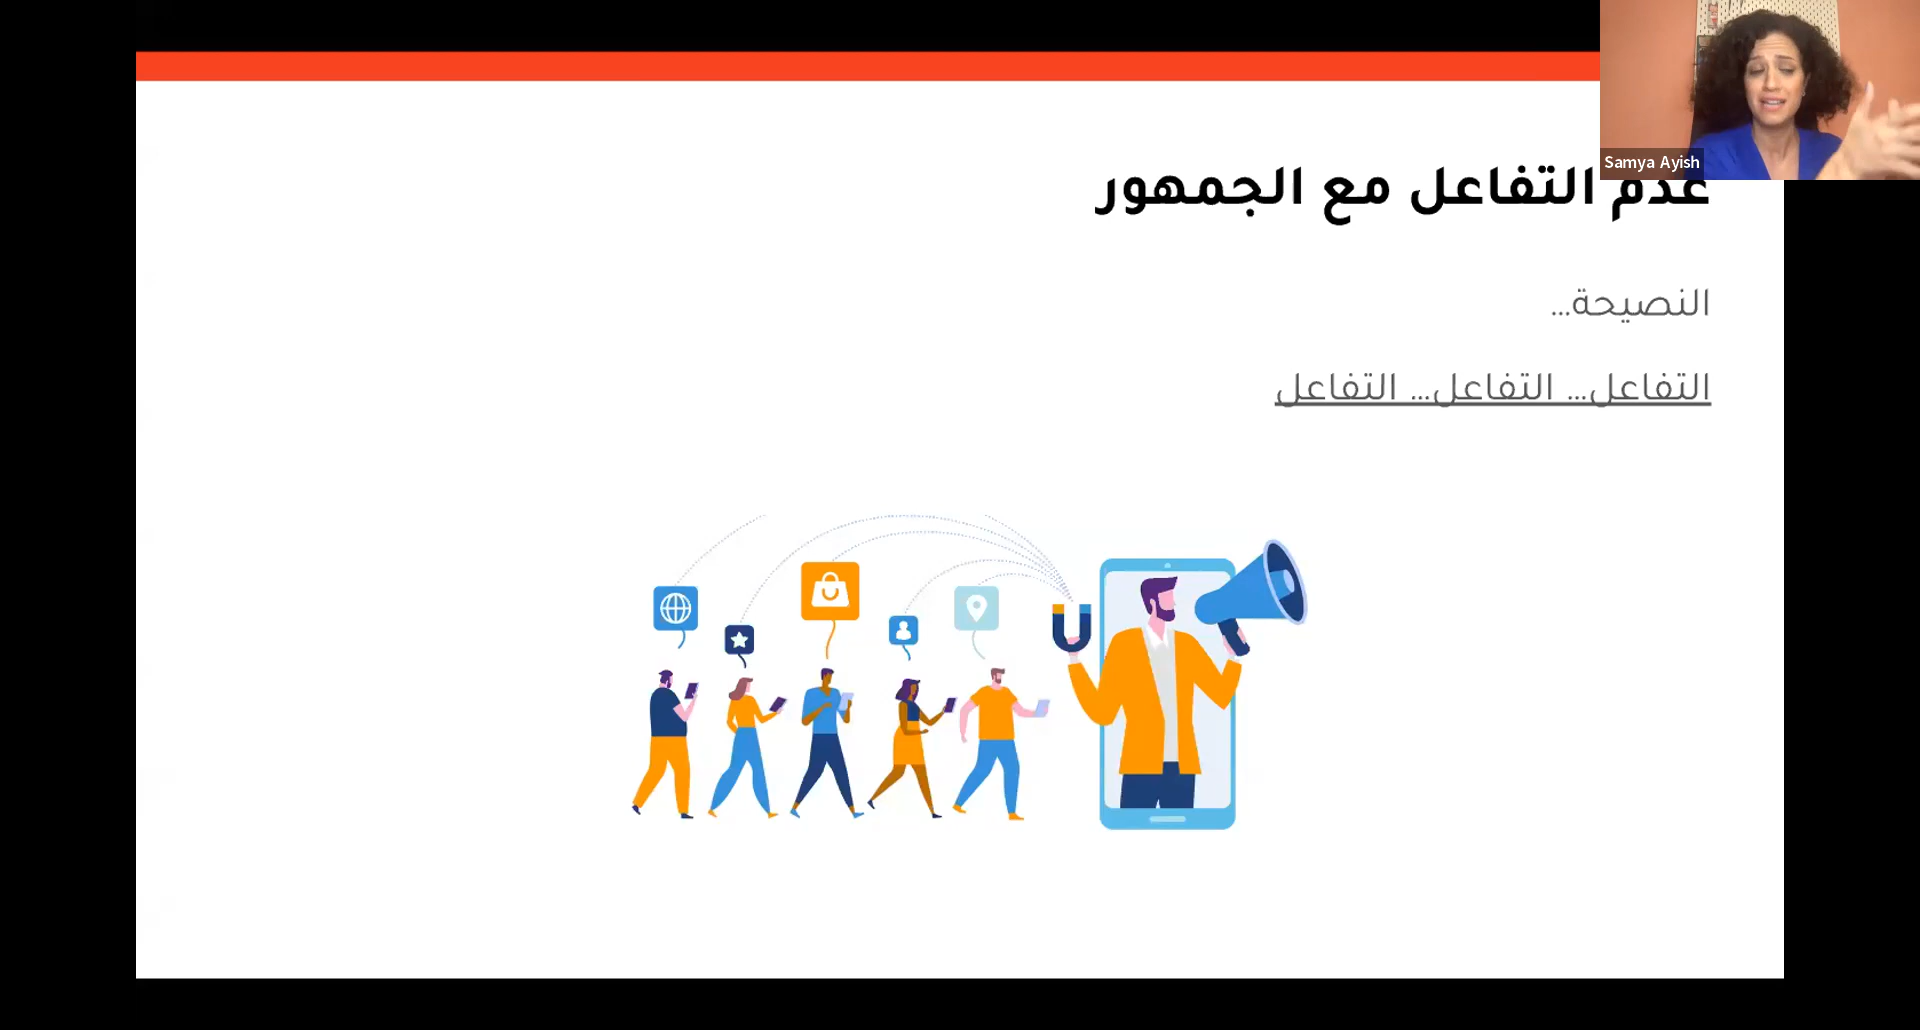 Samya Ayish
عدم التفاعل مع الجمهور
النصيحة...
التفاعل... التفاعل... التفاعل